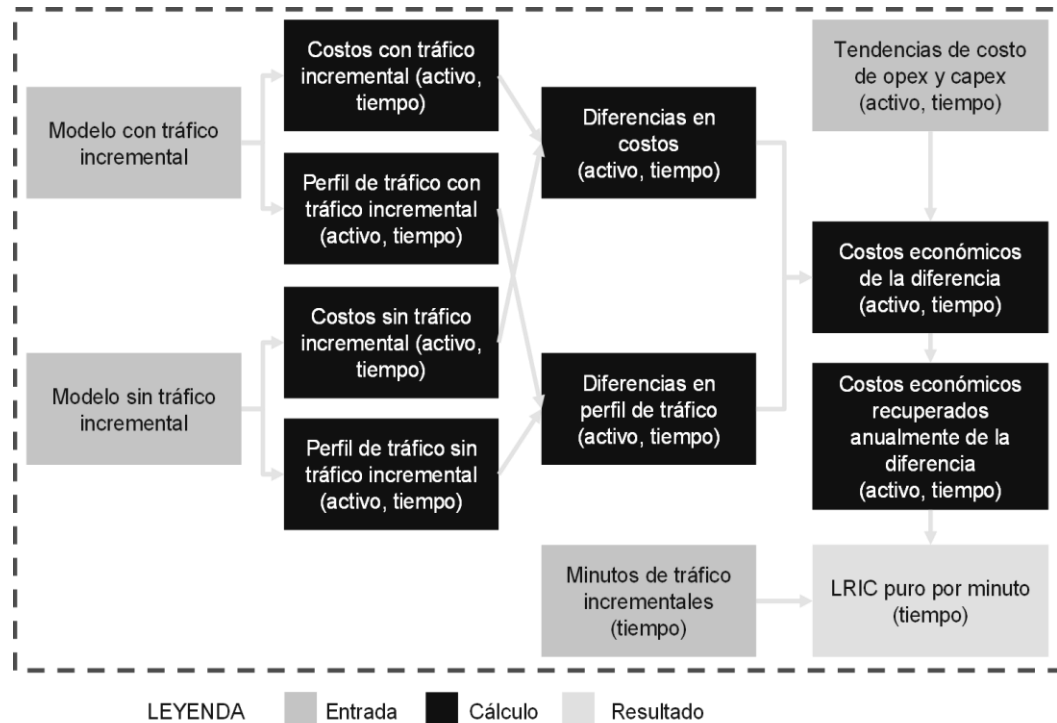 Modelo con tráfico
incremental
Modelo sin tráfico
incremental
Costos con tráfico
incremental (activo,
tiempo)
Perfil de tráfico con
tráfico incremental
(activo, tiempo)
Costos sin tráfico
incremental (activo,
tiempo)
Perfil de tráfico sin
tráfico incremental
(activo, tiempo)
Diferencias en
costos
(activo, tiempo)
Diferencias en
perfil de tráfico
(activo, tiempo)
Minutos de tráfico
incrementales
(tiempo)
Tendencias de costo
de opex y capex
(activo, tiempo)
Costos económicos
de la diferencia
(activo, tiempo)
Costos económicos
recuperados
anualmente de la
diferencia
(activo, tiempo)
LRIC puro por minuto
(tiempo)
LEYENDA Entrada Cálculo Resultado